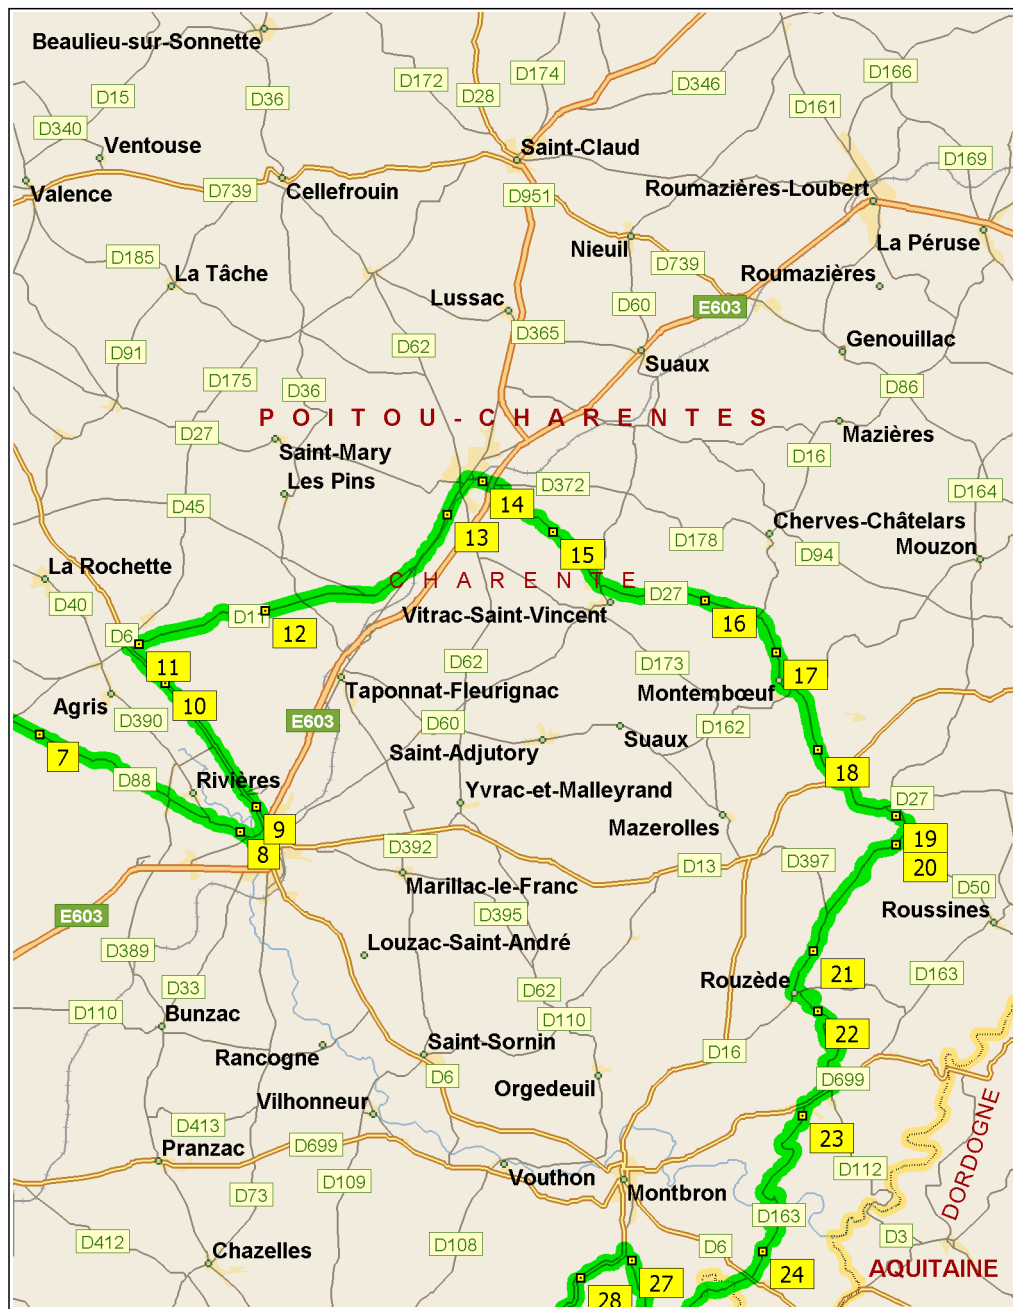 Beaulieu-sur-Sonnette
D172
D174
D166
D346
D15
D36
D28
D161
D340
Ventouse
Saint-Claud
D169
Valence
D739
Cellefrouin
D951
Roumazières-Loubert
Nieuil
La Péruse
D185
La Tâche
D739
Roumazières
Lussac
D60
E603
D365
Genouillac
D91
D62
Suaux
D175
D36
D86
POITOU-CHARENTES
D27
Mazières
Saint-Mary
D16
Les Pins
D372
D164
D45
14
13
Cherves-Châtelars
D178
15
D94
Mouzon
La Rochette
CHARENTE
D40
D27
D11
Vitrac-Saint-Vincent
16
D6
12
11
D62
D173
17
Taponnat-Fleurignac
Montembœuf
Agris
10
D390
E603
D60
D162
7
Saint-Adjutory
Suaux
D88
Rivières
18
Yvrac-et-Malleyrand
D27
9
Mazerolles
19
8
D392
D13
D397
20
Marillac-le-Franc
D50
E603
D395
Roussines
Louzac-Saint-André
D389
21
D163
Rouzède
D33
D62
D110
Bunzac
D110
22
Saint-Sornin
Rancogne
D16
D6
Orgedeuil
D699
Vilhonneur
DORDOGNE
D413
23
D699
Pranzac
D112
Vouthon
D109
D73
Montbron
D163
D412
D108
D6
D3
Chazelles
AQUITAINE
27
24
28